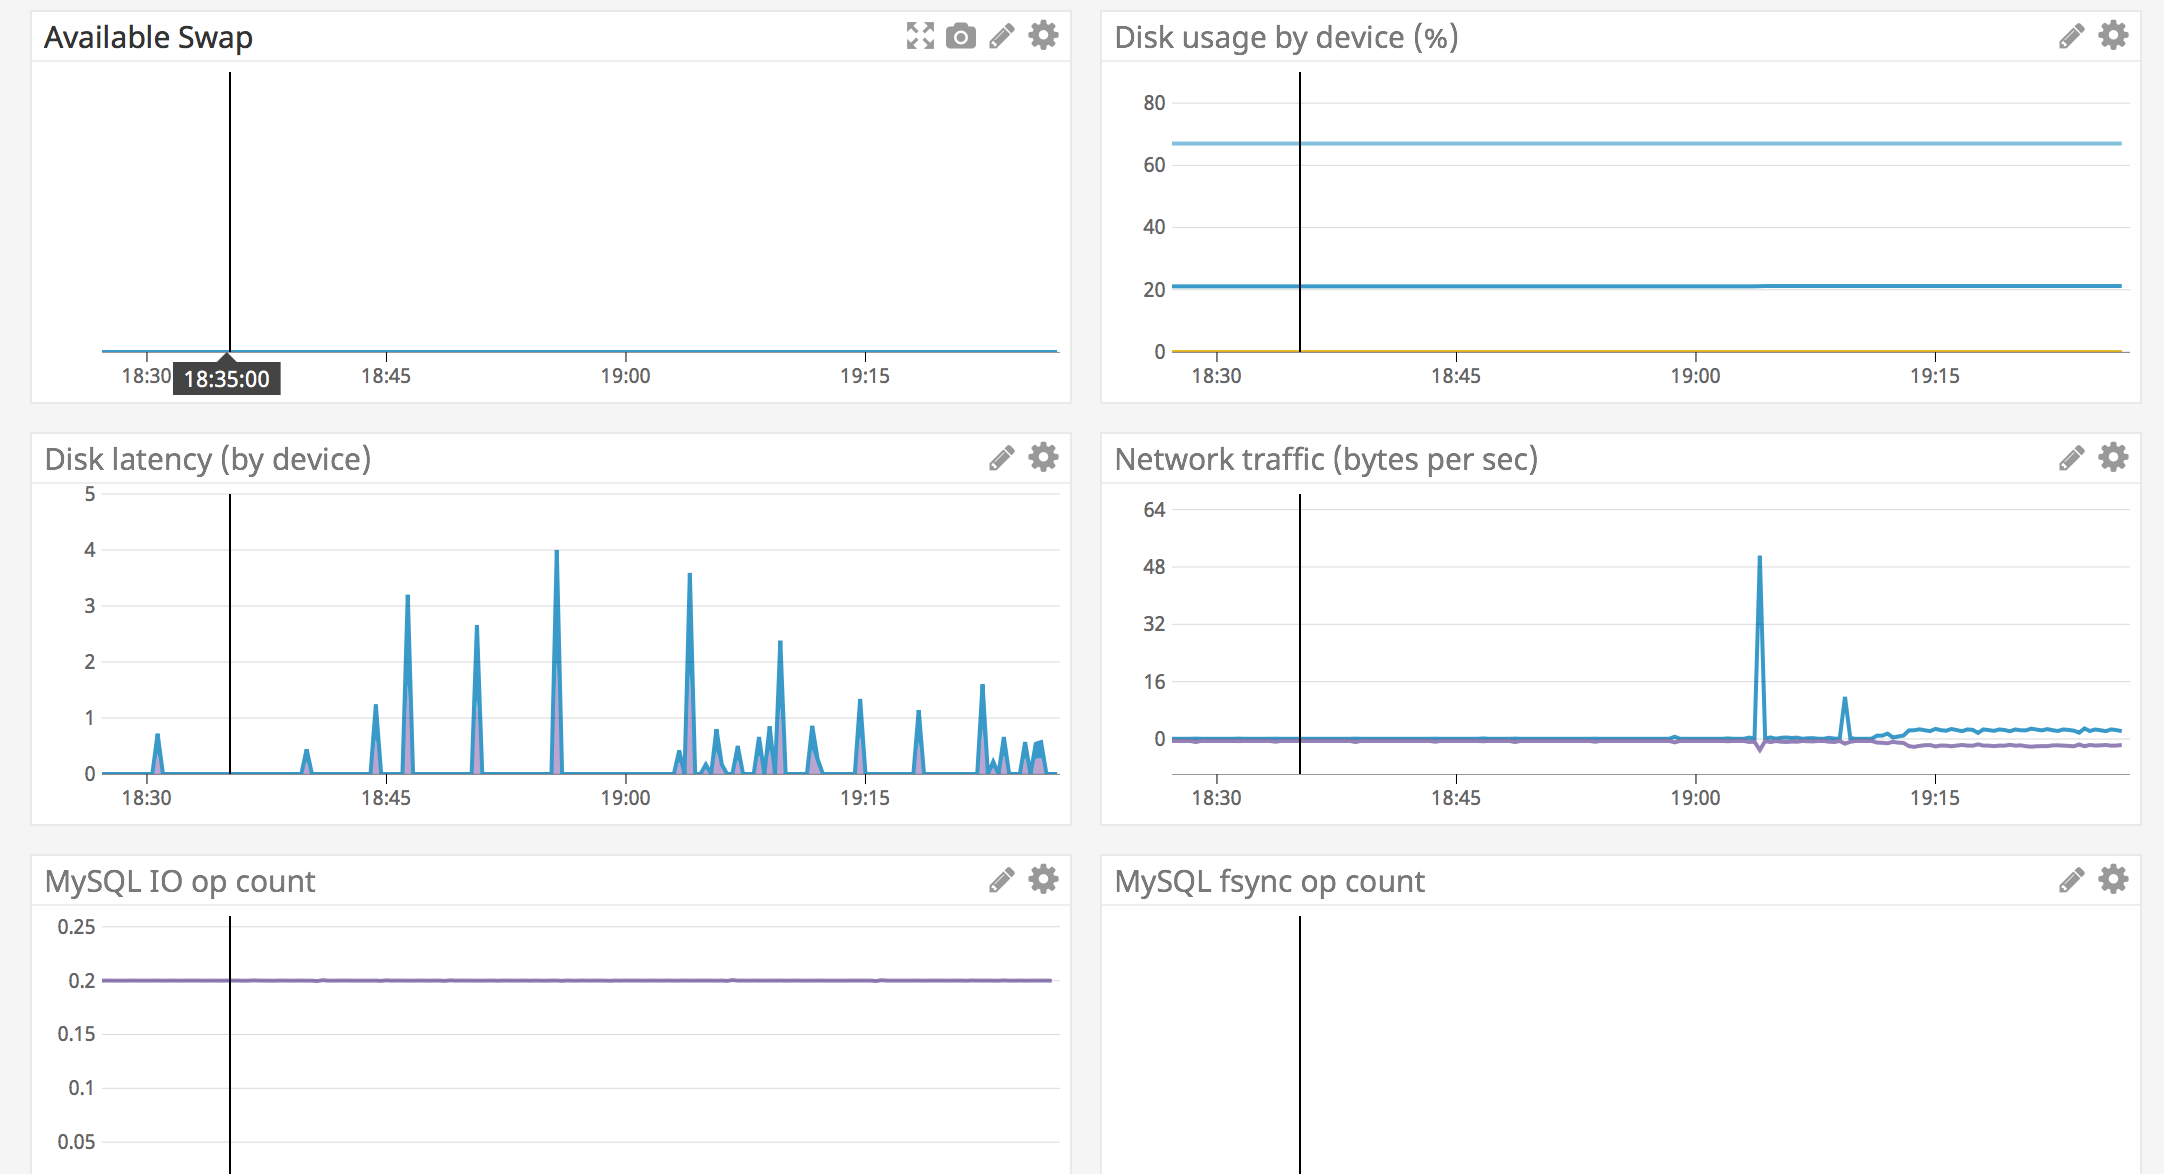 Available Swap
18:30 18:35:00 18:45 19:00 19:15
Disk usage by device (%)
80
60
40
20
0
18:30 18:45 19:00 19:15
Disk latency (by device)
5
4
3
2
1
0
18:30 18:45 19:00 19:15
Network traffic (bytes per sec)
64
48
32
16
0
18:30 18:45 19:00 19:15
MySQL IO op count
0.25
0.2
0.15
0.1
0.05
MySQL fsync op count